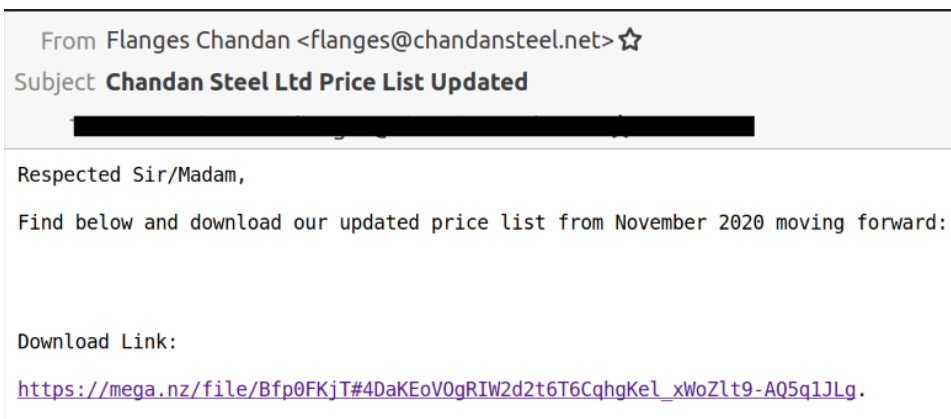 From Flanges Chandan <flanges@chandansteel.net>
Subject Chandan Steel Ltd Price List Updated
Respected Sir/Madam,
Find below and download our updated price list from November 2020 moving forward:
Download Link:
https://mega.nz/file/Bfp0FKjT#4DaKEoVOgRIW2d2t6T6CqhgKel_xWoZlt9-AQ5q1JLg.